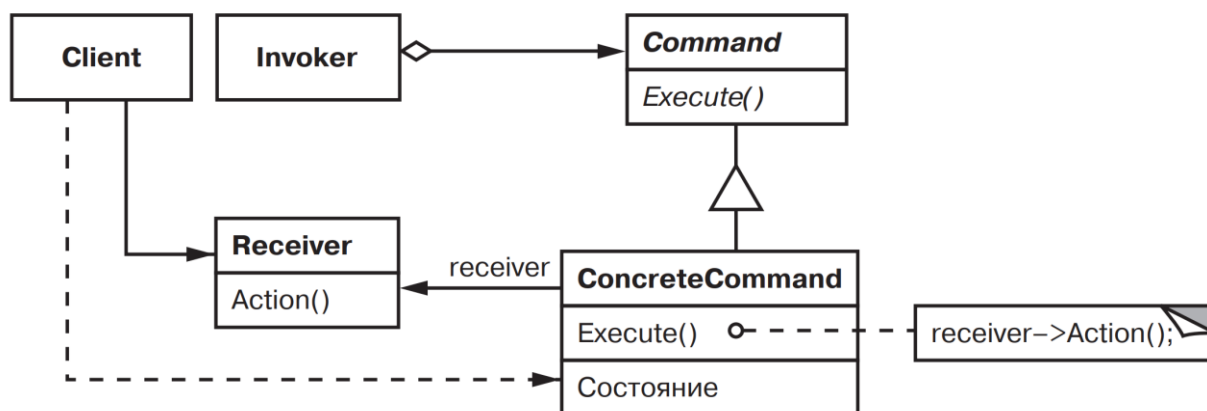 Client
Invoker
Command
Execute()
Receiver
Action()
receiver
ConcreteCommand
Execute()
receiver–>Action();
Состояние